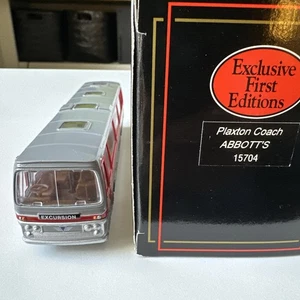 Exclusive
First
Editions
Plaxton Coach
ABBOTT'S
15704
EXCURSION